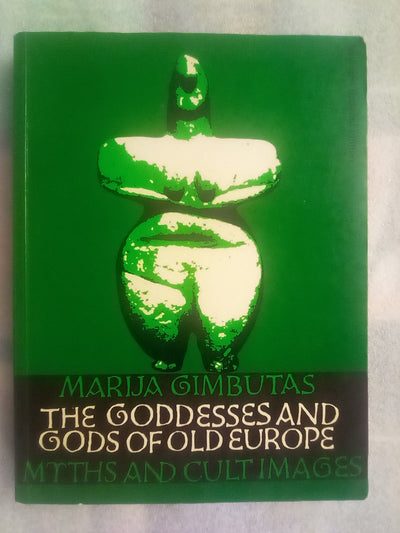 MARIJA GIMBUTAS
THE GODDESSES AND
GODS OF OLD EUROPE
MYTHS AND CULT IMAGES